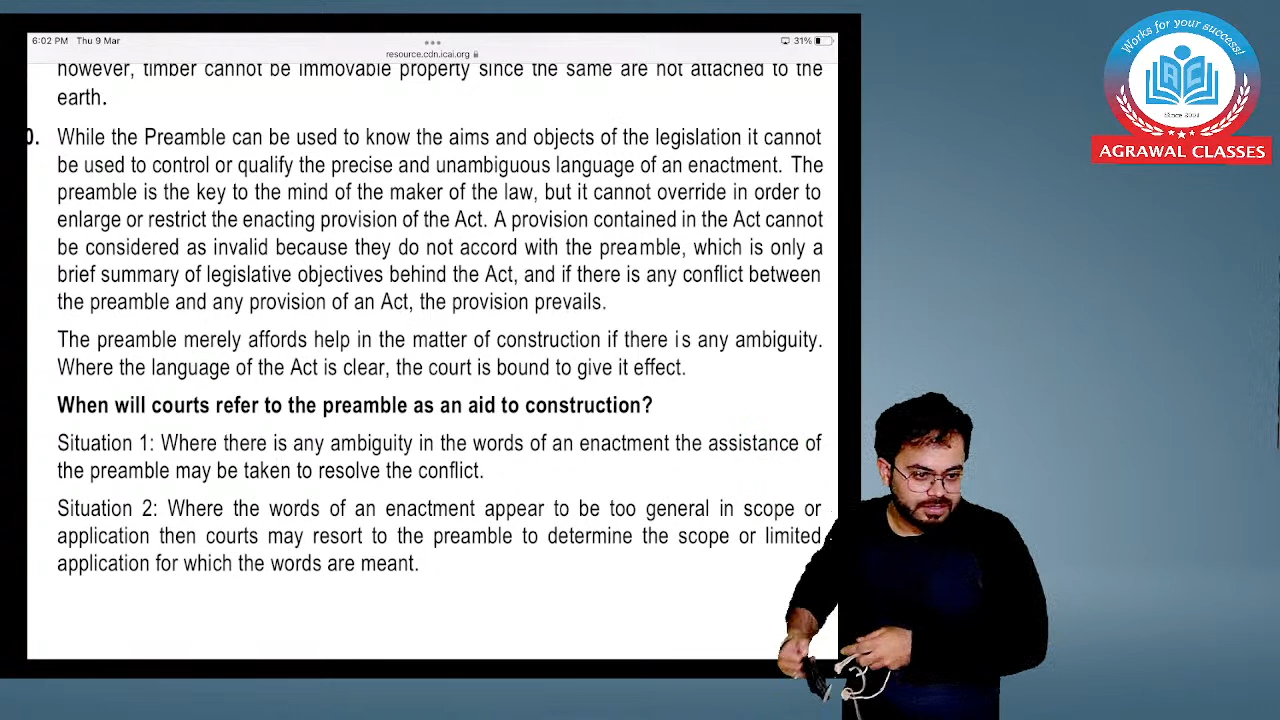 6:02 PM Thu 9 Mar
•••
31%
resource.cdn.icai.org
however, timber cannot be immovable property since the same are not attached to the
earth.
0. While the Preamble can be used to know the aims and objects of the legislation it cannot
be used to control or qualify the precise and unambiguous language of an enactment. The
preamble is the key to the mind of the maker of the law, but it cannot override in order to
enlarge or restrict the enacting provision of the Act. A provision contained in the Act cannot
be considered as invalid because they do not accord with the preamble, which is only a
brief summary of legislative objectives behind the Act, and if there is any conflict between
the preamble and any provision of an Act, the provision prevails.
The preamble merely affords help in the matter of construction if there is any ambiguity.
Where the language of the Act is clear, the court is bound to give it effect.
When will courts refer to the preamble as an aid to construction?
Situation 1: Where there is any ambiguity in the words of an enactment the assistance of
the preamble may be taken to resolve the conflict.
Situation 2: Where the words of an enactment appear to be too general in scope or
application then courts may resort to the preamble to determine the scope or limited
application for which the words are meant.
Works for your success!
AC
Since 2001
AGRAWAL CLASSES